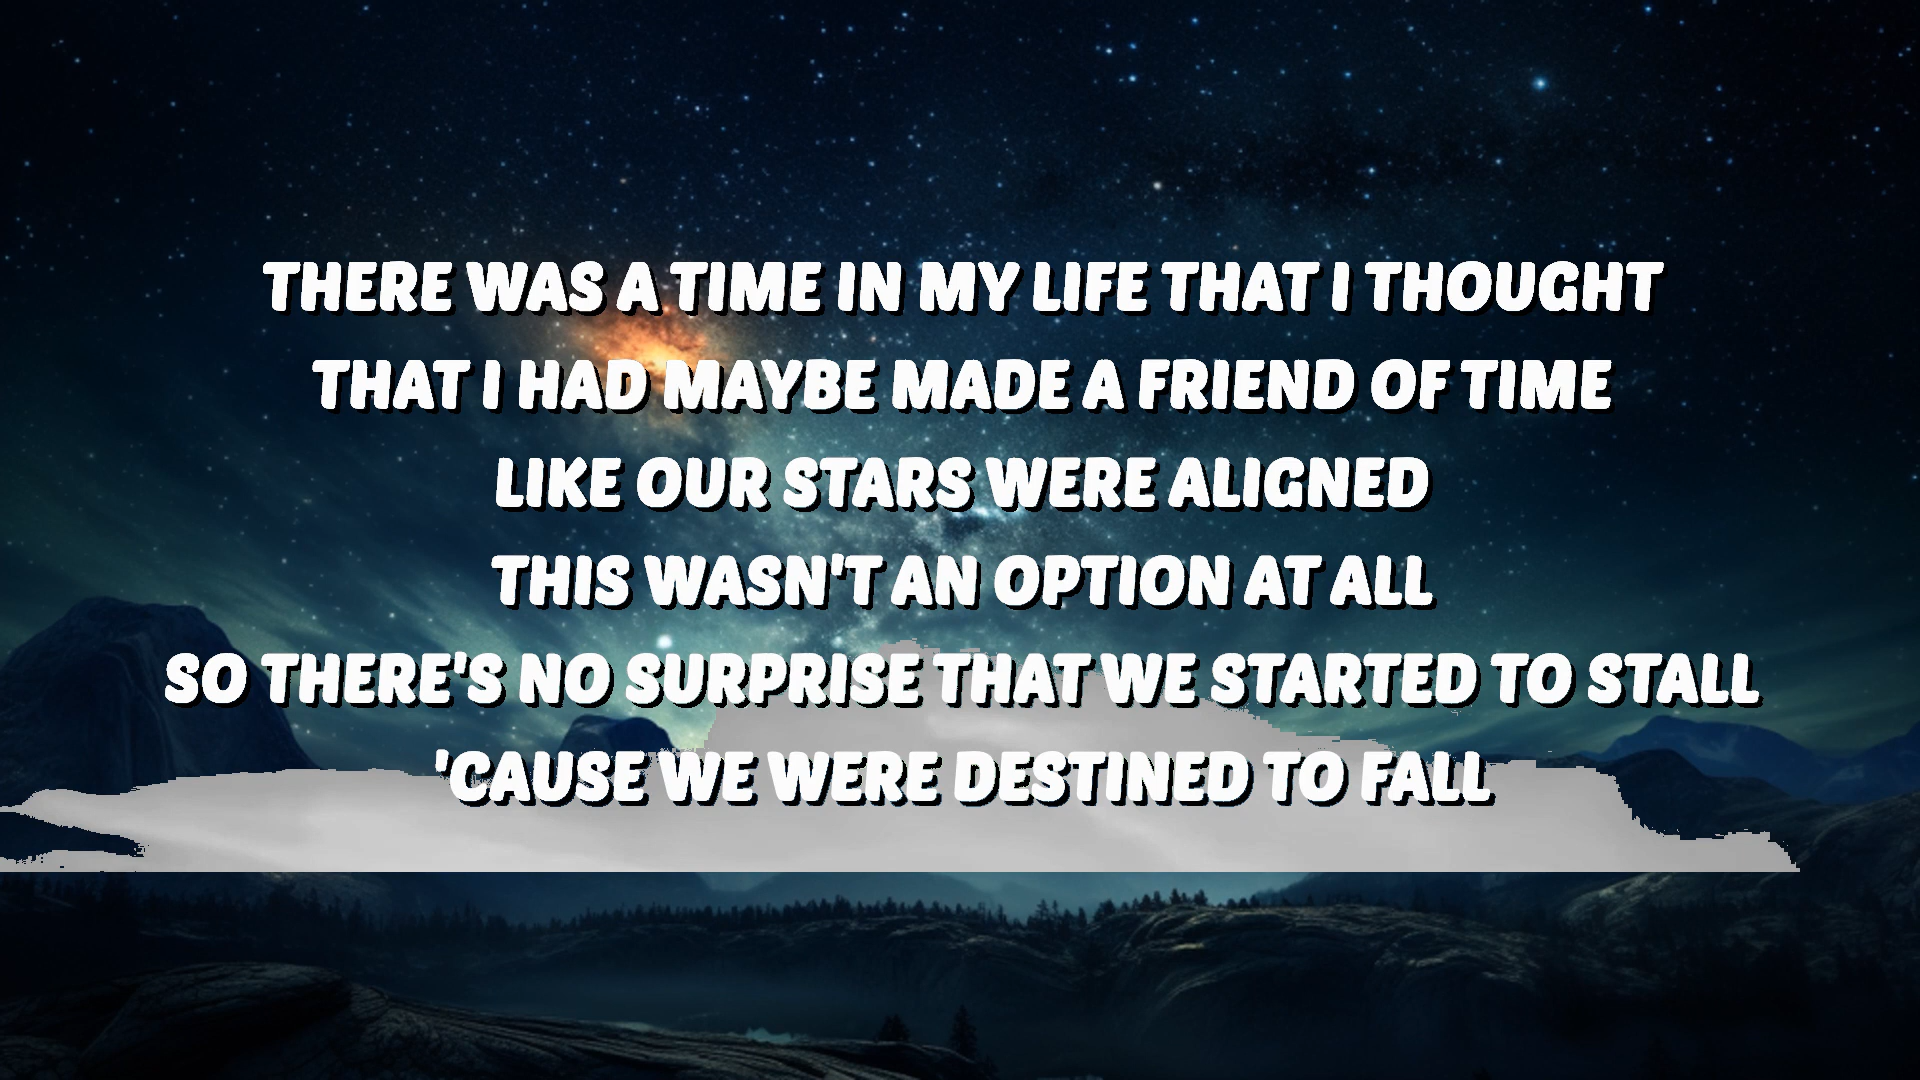 THERE WAS A TIME IN MY LIFE THAT I THOUGHT
THAT I HAD MAYBE MADE A FRIEND OF TIME
LIKE OUR STARS WERE ALIGNED
THIS WASN'T AN OPTION AT ALL
SO THERE'S NO SURPRISE THAT WE STARTED TO STALL
'CAUSE WE WERE DESTINED TO FALL